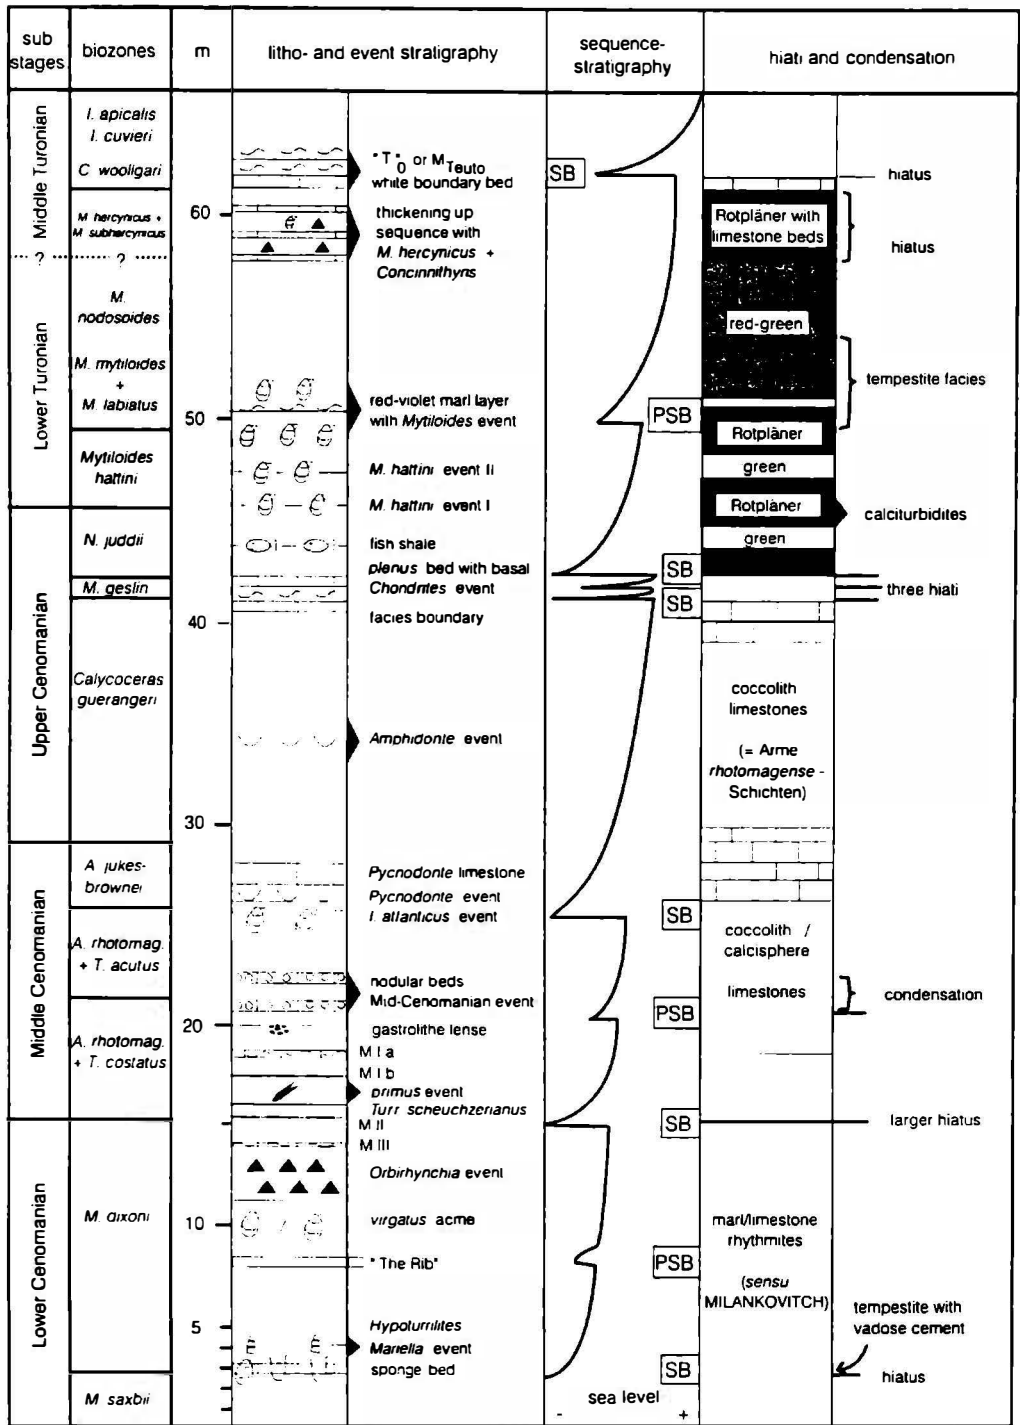 sub
stages
biozones
m
litho- and event stratigraphy
sequence-
stratigraphy
hiati and condensation
Middle Turonian
Lower Turonian
Upper Cenomanian
Middle Cenomanian
Lower Cenomanian
I. apicalis
I. cuvieri
C woollgari
M hercynicus +
M subhercynicus
? ?
M.
nodosoides
M. mytiloides
+
M. labiatus
Mytiloides
hattini
N. juddii
M. geslin
Calycoceras
guerangeri
A jukes-
brownei
A. rhotomag.
+ T. acutus
A. rhotomag.
+ T. costatus
M. dixoni
M saxbii
60
50
40
30
20
10
5
"T0" or MTeuto
white boundary bed
thickening up
sequence with
M. hercynicus +
Concinnithyris
red-violet marl layer
with Mytiloides event
M. hattini event II
M. hattini event I
fish shale
plenus bed with basal
Chondrites event
facies boundary
Amphidonte event
Pycnodonte limestone
Pycnodonte event
I. atlanticus event
nodular beds
Mid-Cenomanian event
gastrolithe lense
M I a
M I b
primus event
Turr scheuchzerianus
M II
M III
Orbirhynchia event
virgatus acme
"The Rib"
Hypoturrilites
Mariella event
sponge bed
SB
PSB
SB
SB
SB
PSB
SB
PSB
SB
sea level
- +
Rotpläner with
limestone beds
red-green
Rotpläner
green
Rotpläner
green
coccolith
limestones
(= Arme
rhotomagense -
Schichten)
coccolith /
calcisphere
limestones
marl/limestone
rhythmites
(sensu
MILANKOVITCH)
hiatus
hiatus
tempestite facies
calciturbidites
three hiati
condensation
larger hiatus
tempestite with
vadose cement
hiatus